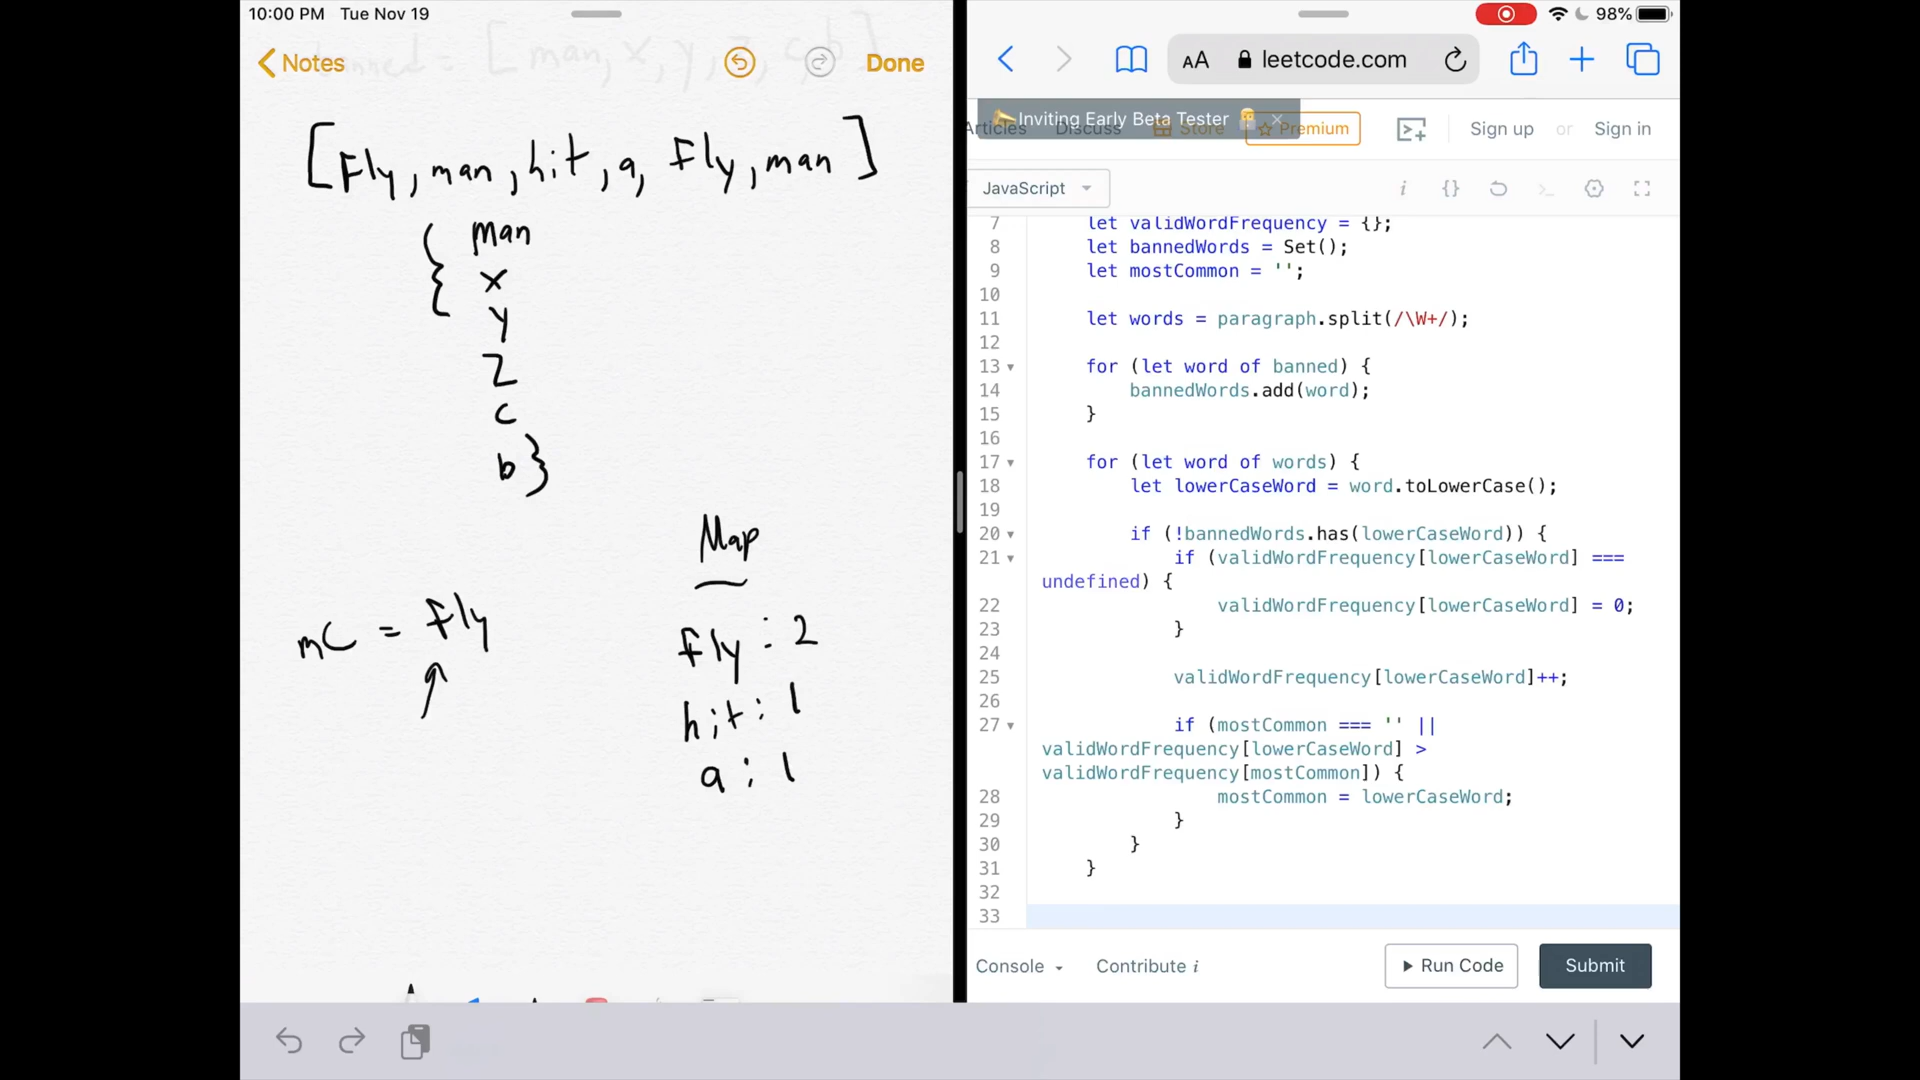 10:00 PM Tue Nov 19
Notes
Done
banned = [man, x, y, z, c, b]
[Fly, man, hit, a, Fly, man]
{ man
x
y
z
c
b }
Map
mC = fly
fly : 2
hit : 1
a : 1
98%
AA leetcode.com
Inviting Early Beta Tester
Articles Discuss Store Premium Sign up or Sign in
JavaScript
7 let validWordFrequency = {};
8 let bannedWords = Set();
9 let mostCommon = '';
10
11 let words = paragraph.split(/\W+/);
12
13 for (let word of banned) {
14 bannedWords.add(word);
15 }
16
17 for (let word of words) {
18 let lowerCaseWord = word.toLowerCase();
19
20 if (!bannedWords.has(lowerCaseWord)) {
21 if (validWordFrequency[lowerCaseWord] ===
undefined) {
22 validWordFrequency[lowerCaseWord] = 0;
23 }
24
25 validWordFrequency[lowerCaseWord]++;
26
27 if (mostCommon === '' ||
validWordFrequency[lowerCaseWord] >
validWordFrequency[mostCommon]) {
28 mostCommon = lowerCaseWord;
29 }
30 }
31 }
32
33
Console Contribute i
Run Code
Submit